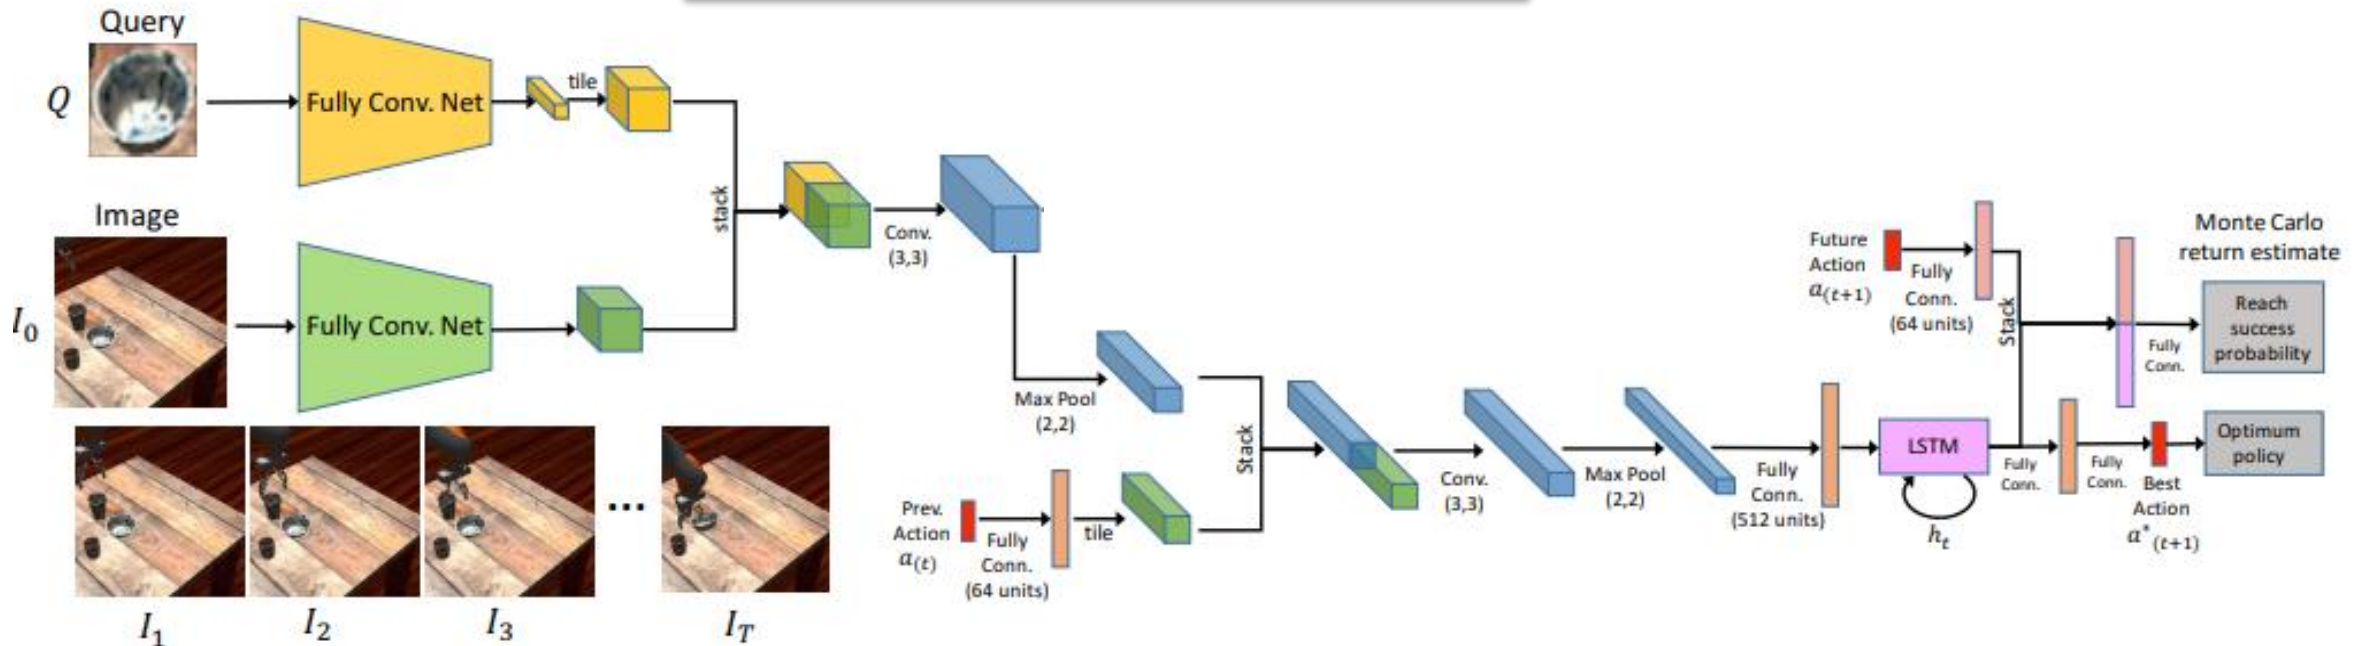 Query
Q
Fully Conv. Net
tile
Image
I0
Fully Conv. Net
stack
Conv.
(3,3)
Max Pool
(2,2)
I1
I2
I3
...
IT
Prev.
Action
a(t)
Fully
Conn.
(64 units)
tile
Stack
Conv.
(3,3)
Max Pool
(2,2)
Fully
Conn.
(512 units)
LSTM
ht
Future
Action
a(t+1)
Fully
Conn.
(64 units)
Stack
Fully
Conn.
Monte Carlo
return estimate
Reach
success
probability
Fully
Conn.
Fully
Conn.
Best
Action
a*(t+1)
Optimum
policy